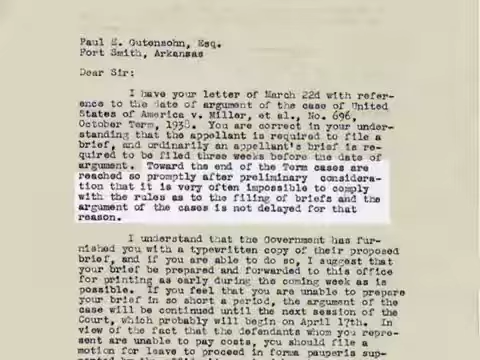 Paul E. Gutensohn, Esq.
Fort Smith, Arkansas
Dear Sir:
I have your letter of March 22d with refer-
ence to the date of argument of the case of United
States of America v. Miller, et al., No. 696,
October Term, 1938. You are correct in your under-
standing that the appellant is required to file a
brief, and ordinarily an appellant's brief is re-
quired to be filed three weeks before the date of
argument. Toward the end of the Term cases are
reached so promptly after preliminary considera-
tion that it is very often impossible to comply
with the rules as to the filing of briefs and the
argument of the cases is not delayed for that
reason.
I understand that the Government has fur-
nished you with a typewritten copy of their proposed
brief, and if you are able to do so, I suggest that
your brief be prepared and forwarded to this office
for printing as early during the coming week as is
possible. If you feel that you are unable to prepare
your brief in so short a period, the argument of the
case will be continued until the next session of the
Court, which probably will begin on April 17th. In
view of the fact that the defendants whom you repre-
sent are unable to pay costs, you should file a
motion for leave to proceed in forma pauperis sup-